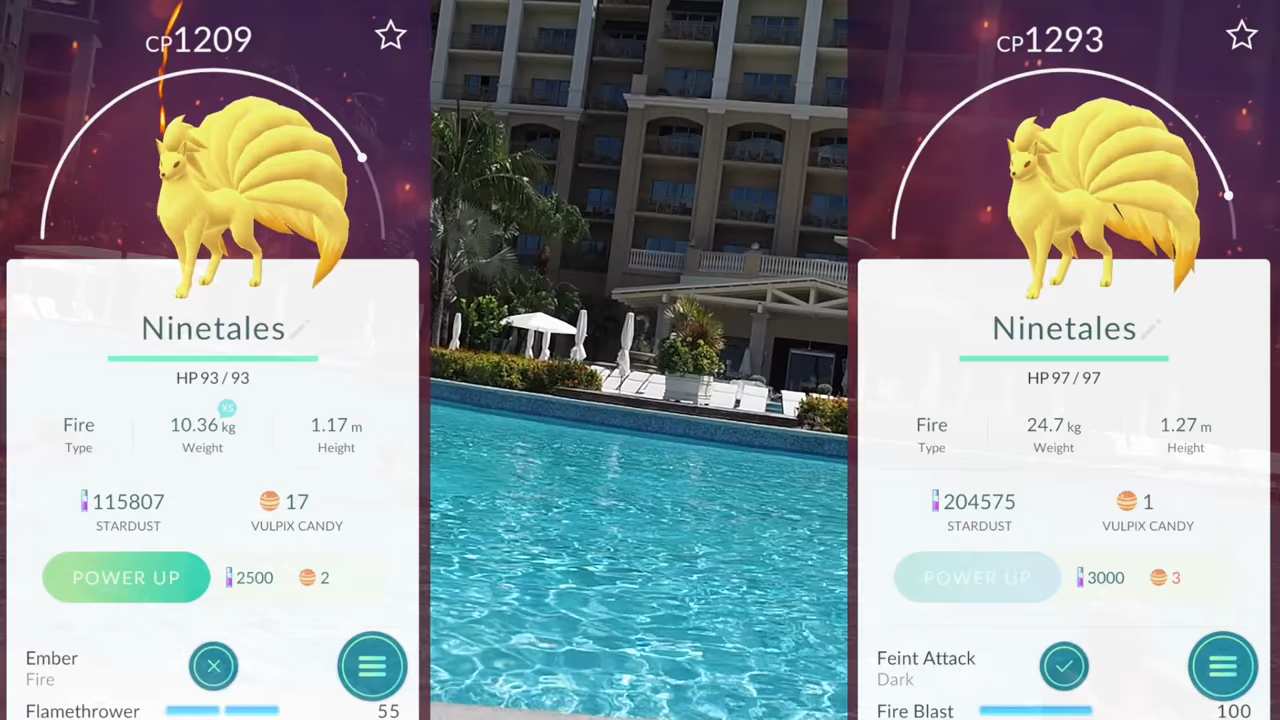 CP1209
Ninetales
HP 93 / 93
XS
Fire
Type
10.36 kg
Weight
1.17 m
Height
115807
STARDUST
17
VULPIX CANDY
POWER UP
2500
2
Ember
Fire
Flamethrower
55
CP1293
Ninetales
HP 97 / 97
Fire
Type
24.7 kg
Weight
1.27 m
Height
204575
STARDUST
1
VULPIX CANDY
POWER UP
3000
3
Feint Attack
Dark
Fire Blast
100